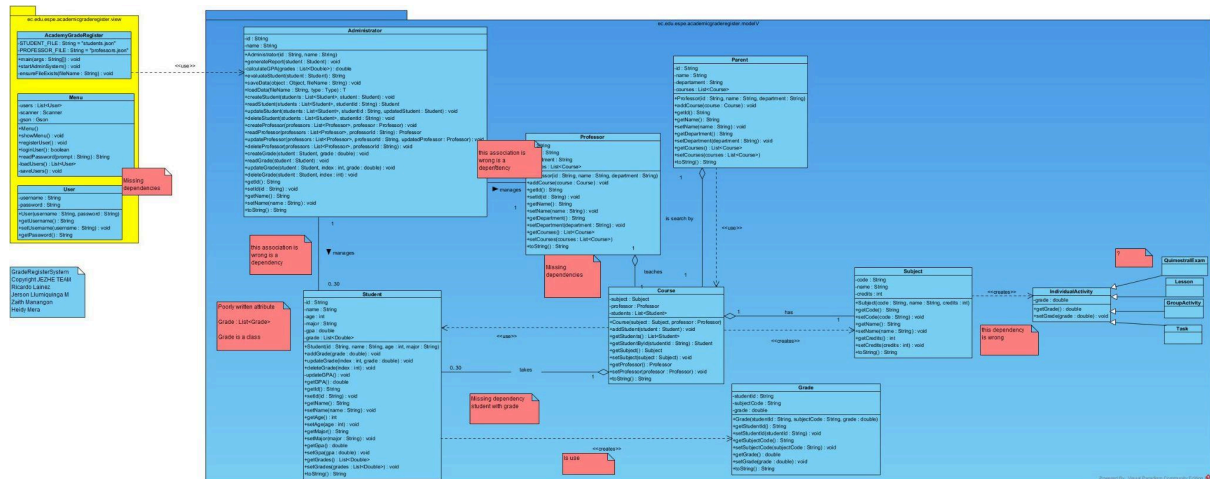 ec.edu.espe.academicgraderegister.view
AcademyGradeRegister
-STUDENT_FILE : String = "students.json"
-PROFESSOR_FILE : String = "professors.json"
+main(args : String[]) : void
+startAdminSystem() : void
-ensureFileExists(fileName : String) : void
Menu
-users : List<User>
-scanner : Scanner
-gson : Gson
+Menu()
+showMenu() : void
+registerUser() : void
+loginUser() : boolean
+readPassword(prompt : String) : String
-loadUsers() : List<User>
-saveUsers() : void
User
-username : String
-password : String
+User(username : String, password : String)
+getUsername() : String
+setUsername(username : String) : void
+getPassword() : String
Missing
dependencies
GradeRegisterSystem
Copyright JEZHE TEAM
Ricardo Lainez
Jerson Llumiquinga M
Zaith Manangon
Heidy Mera
<<use>>
Administrator
-id : String
-name : String
+Administrator(id : String, name : String)
+generateReport(student : Student) : void
-calculateGPA(grades : List<Double>) : double
+evaluateStudent(student : Student) : String
+saveData(object : Object, fileName : String) : void
+loadData(fileName : String, type : Type) : T
+createStudent(students : List<Student>, student : Student) : void
+readStudent(students : List<Student>, studentId : String) : Student
+updateStudent(students : List<Student>, studentId : String, updatedStudent : Student) : void
+deleteStudent(students : List<Student>, studentId : String) : void
+createProfessor(professors : List<Professor>, professor : Professor) : void
+readProfessor(professors : List<Professor>, professorId : String) : Professor
+updateProfessor(professors : List<Professor>, professorId : String, updatedProfessor : Professor) : void
+deleteProfessor(professors : List<Professor>, professorId : String) : void
+createGrade(student : Student, grade : double) : void
+readGrade(student : Student) : void
+updateGrade(student : Student, index : int, grade : double) : void
+deleteGrade(student : Student, index : int) : void
+getId() : String
+setId(id : String) : void
+getName() : String
+setName(name : String) : void
+toString() : String
this association is
wrong is a
manages
1
1
this association is
wrong is a
dependency
manages
0..30
Professor
: String
: String
: List<Course>
(id : String, name : String, department : String)
+addCourse(course : Course) : void
+getId() : String
+setId(id : String) : void
+getName() : String
+setName(name : String) : void
+getDepartment() : String
+setDepartment(department : String) : void
+getCourses() : List<Course>
+setCourses(courses : List<Course>)
+toString() : String
Missing
dependencies
1
teaches
1
ec.edu.espe.academicgraderegister.model
Parent
-id : String
-name : String
-department : String
-courses : List<Course>
+Professor(id : String, name : String, department : String)
+addCourse(course : Course) : void
+getId() : String
+getName() : String
+setName(name : String) : void
+getDepartment() : String
+setDepartment(department : String) : void
+getCourses() : List<Course>
+setCourses(courses : List<Course>)
+toString() : String
1
is search by
<<use>>
1
Poorly written attribute
Grade : List<Grade>
Grade is a class
Student
-id : String
-name : String
-age : int
-major : String
-gpa : double
-grade : List<Double>
+Student(id : String, name : String, age : int, major : String)
+addGrade(grade : double) : void
+updateGrade(index : int, grade : double) : void
+deleteGrade(index : int) : void
-updateGPA() : void
+getGPA() : double
+getId() : String
+setId(id : String) : void
+getName() : String
+setName(name : String) : void
+getAge() : int
+setAge(age : int) : void
+getMajor() : String
+setMajor(major : String) : void
+getGpa() : double
+setGpa(gpa : double) : void
+getGrades() : List<Double>
+setGrades(grades : List<Double>) : void
+toString() : String
<<use>>
0..30
takes
1
Missing dependency
student with grade
<<creates>>
Is use
Course
-subject : Subject
-professor : Professor
-students : List<Student>
+Course(subject : Subject, professor : Professor)
+addStudent(student : Student) : void
+getStudents() : List<Student>
+getStudentById(studentId : String) : Student
+getSubject() : Subject
+setSubject(subject : Subject) : void
+getProfessor() : Professor
+setProfessor(professor : Professor) : void
+toString() : String
1
has
1
<<creates>>
Subject
-code : String
-name : String
-credits : int
+Subject(code : String, name : String, credits : int)
+getCode() : String
+setCode(code : String) : void
+getName() : String
+setName(name : String) : void
+getCredits() : int
+setCredits(credits : int) : void
+toString() : String
<<creates>>
this dependency
is wrong
?
IndividualActivity
-grade : double
+getGrade() : double
+setGrade(grade : double) : void
QuimestralExam
Lesson
GroupActivity
Task
Grade
-studentId : String
-subjectCode : String
-grade : double
+Grade(studentId : String, subjectCode : String, grade : double)
+getStudentId() : String
+setStudentId(studentId : String) : void
+getSubjectCode() : String
+setSubjectCode(subjectCode : String) : void
+getGrade() : double
+setGrade(grade : double) : void
+toString() : String